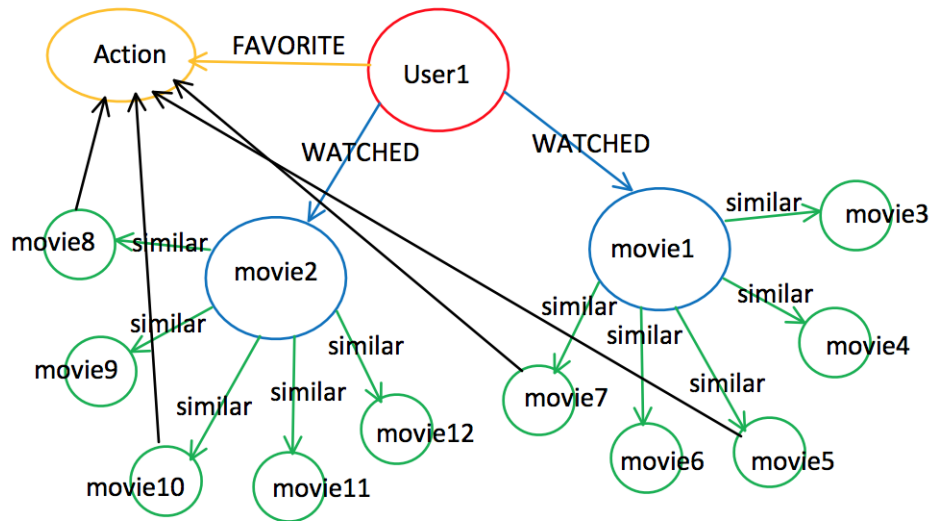 FAVORITE
Action
User1
WATCHED
WATCHED
similar
movie3
movie8
similar
movie2
movie1
similar
similar
similar
similar
movie4
movie9
similar
similar
similar
similar
movie7
movie12
movie10
movie11
movie6
movie5